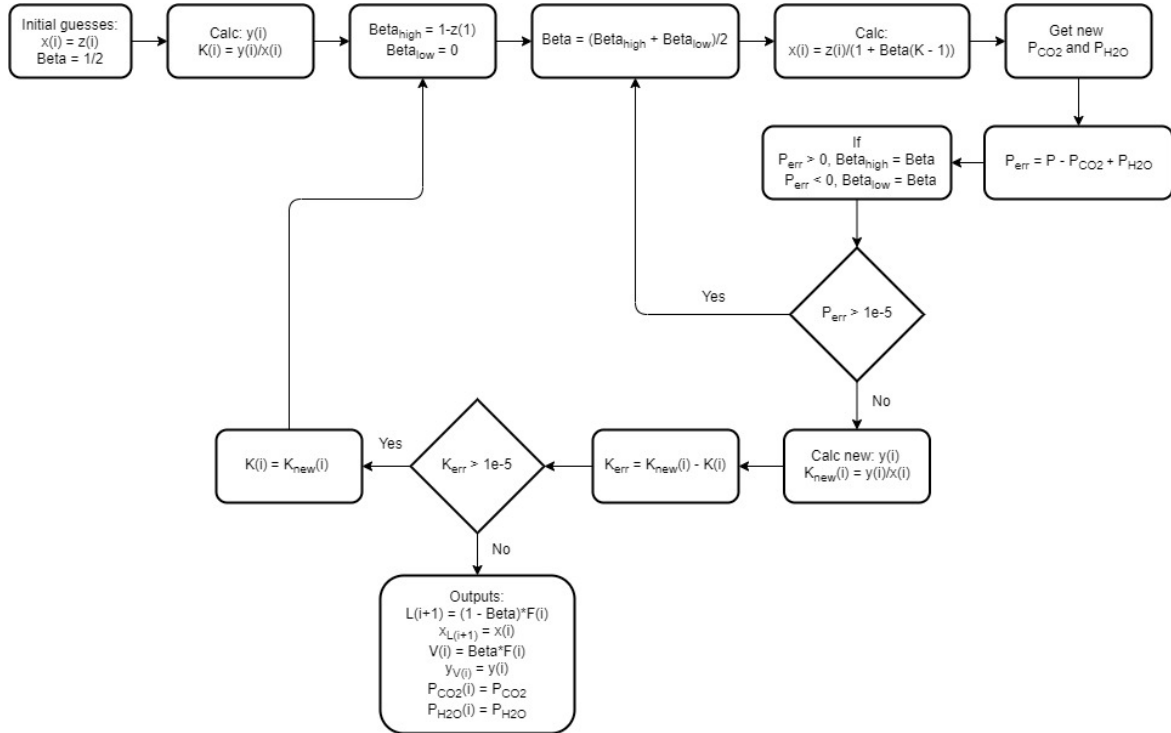 Initial guesses:
x(i) = z(i)
Beta = 1/2
Calc: y(i)
K(i) = y(i)/x(i)
Beta_high = 1-z(1)
Beta_low = 0
Beta = (Beta_high + Beta_low)/2
Calc:
x(i) = z(i)/(1 + Beta(K - 1))
Get new
P_CO2 and P_H2O
P_err = P - P_CO2 + P_H2O
If
P_err > 0, Beta_high = Beta
P_err < 0, Beta_low = Beta
Yes
P_err > 1e-5
No
Calc new: y(i)
K_new(i) = y(i)/x(i)
K_err = K_new(i) - K(i)
K_err > 1e-5
Yes
K(i) = K_new(i)
No
Outputs:
L(i+1) = (1 - Beta)*F(i)
x_L(i+1) = x(i)
V(i) = Beta*F(i)
y_V(i) = y(i)
P_CO2(i) = P_CO2
P_H2O(i) = P_H2O